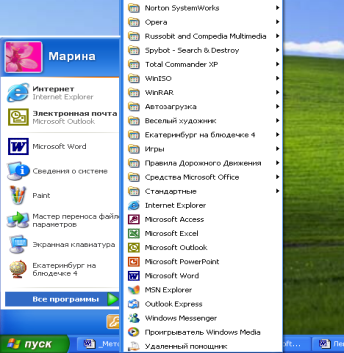 Марина
Интернет
Internet Explorer
Электронная почта
Microsoft Outlook
Microsoft Word
Сведения о системе
Paint
Мастер переноса файл
параметров
Экранная клавиатура
Екатеринбург на
блюдечке 4
Все программы
Norton SystemWorks
Opera
Russobit and Compedia Multimedia
Spybot - Search & Destroy
Total Commander XP
WinISO
WinRAR
Автозагрузка
Веселый художник
Екатеринбург на блюдечке 4
Игры
Правила Дорожного Движения
Средства Microsoft Office
Стандартные
Internet Explorer
Microsoft Access
Microsoft Excel
Microsoft Outlook
Microsoft PowerPoint
Microsoft Word
MSN Explorer
Outlook Express
Windows Messenger
Проигрыватель Windows Media
Удаленный помощник
пуск
_Мето
soft...
Пе